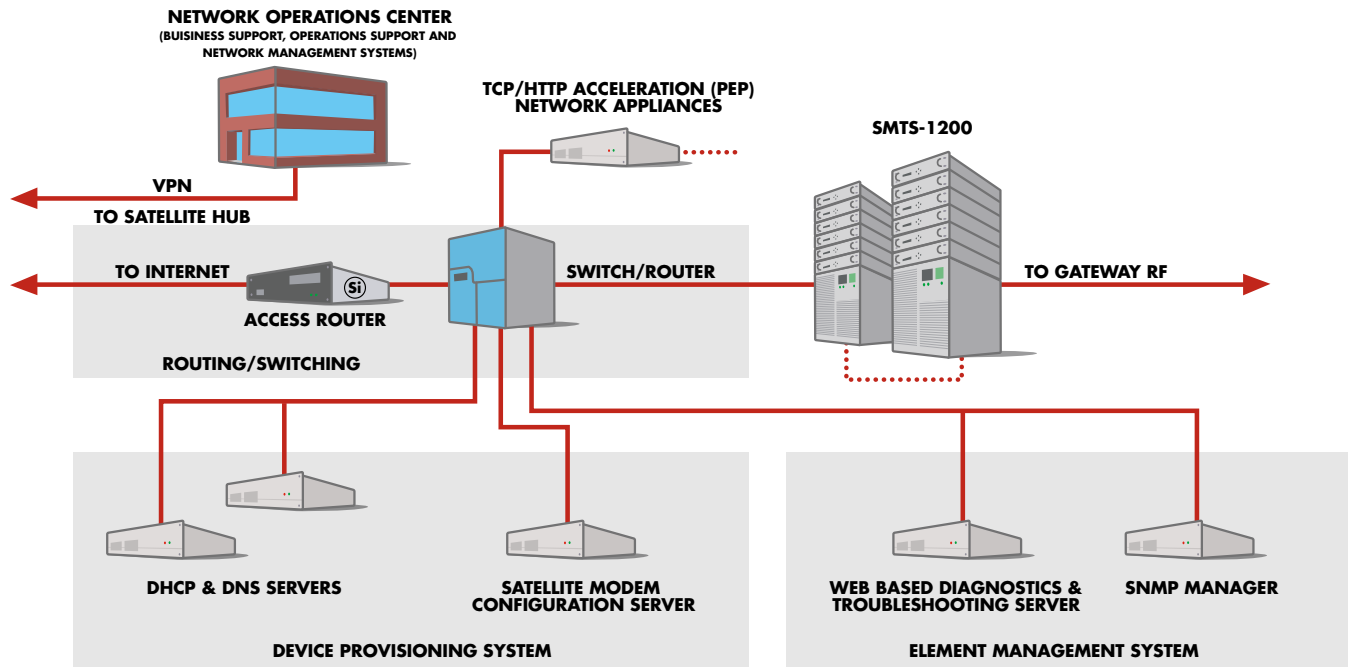 NETWORK OPERATIONS CENTER
(BUISINESS SUPPORT, OPERATIONS SUPPORT AND
NETWORK MANAGEMENT SYSTEMS)
TCP/HTTP ACCELERATION (PEP)
NETWORK APPLIANCES
SMTS-1200
VPN
TO SATELLITE HUB
TO INTERNET
Si
ACCESS ROUTER
SWITCH/ROUTER
TO GATEWAY RF
ROUTING/SWITCHING
DHCP & DNS SERVERS
SATELLITE MODEM
CONFIGURATION SERVER
WEB BASED DIAGNOSTICS &
TROUBLESHOOTING SERVER
SNMP MANAGER
DEVICE PROVISIONING SYSTEM
ELEMENT MANAGEMENT SYSTEM